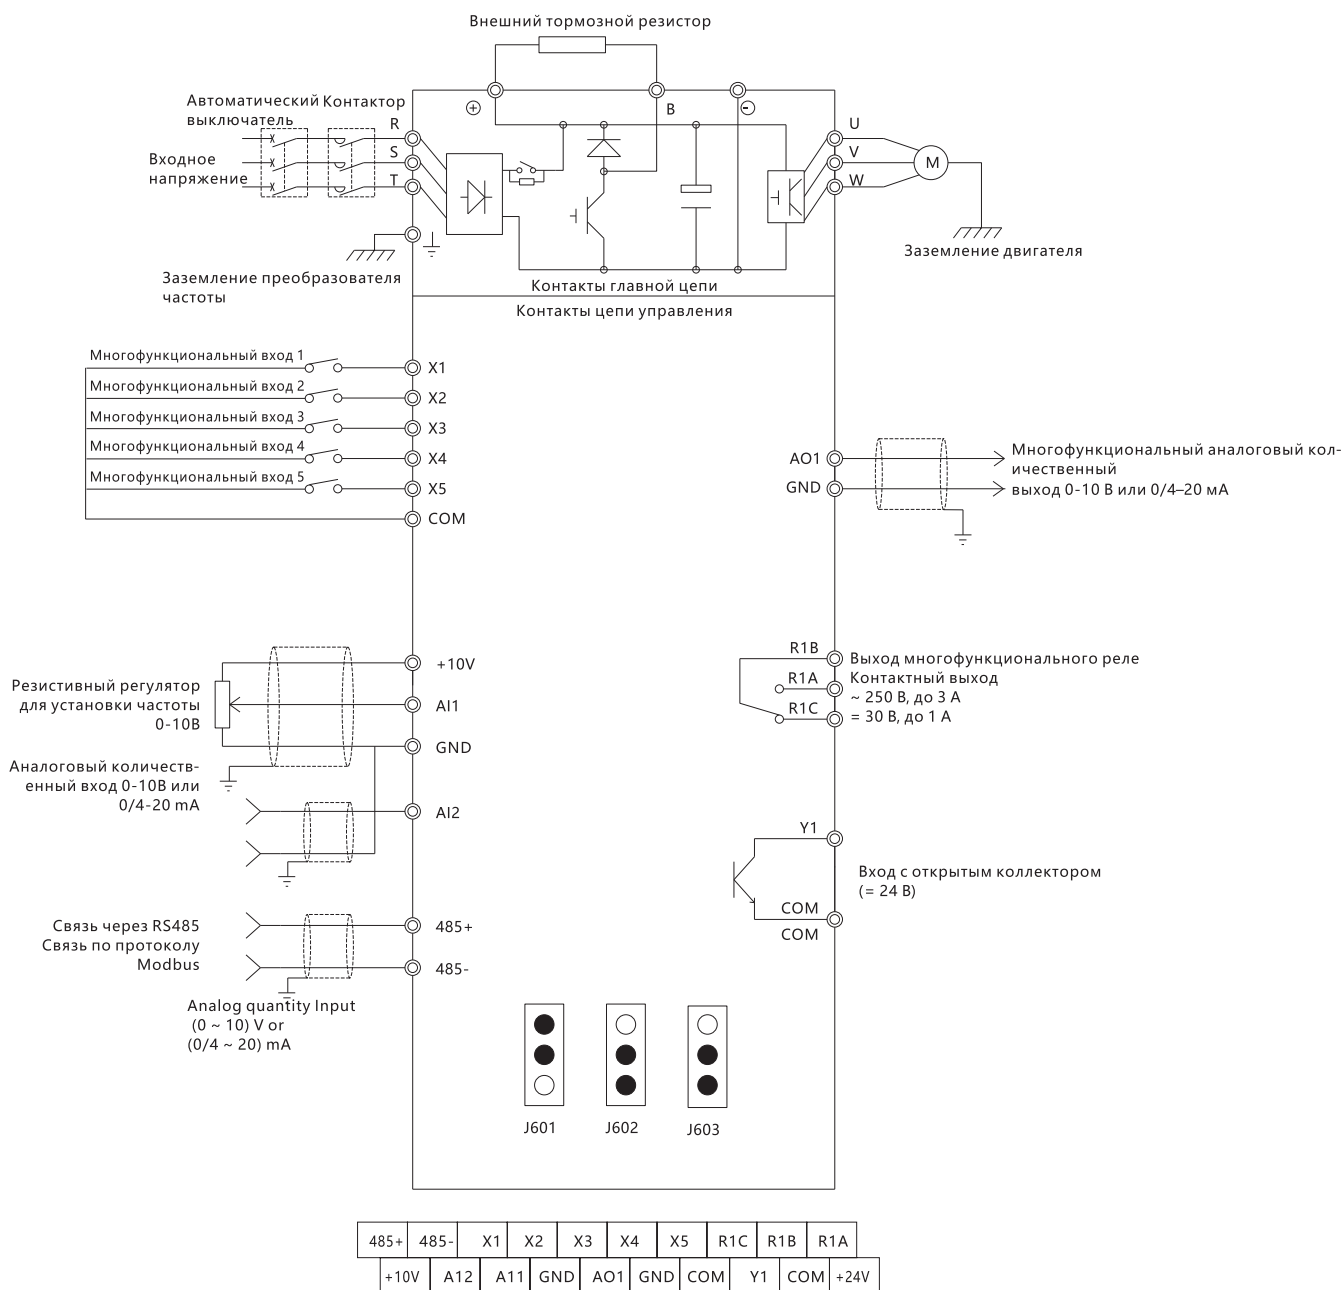 Внешний тормозной резистор
Автоматический Контактор
выключатель
+
B
-
R
S
T
Входное
напряжение
U
V
W
M
Заземление двигателя
Заземление преобразователя
частоты
Контакты главной цепи
Контакты цепи управления
Многофункциональный вход 1
X1
Многофункциональный вход 2
X2
Многофункциональный вход 3
X3
Многофункциональный вход 4
X4
Многофункциональный вход 5
X5
COM
AO1
GND
Многофункциональный аналоговый кол-
ичественный
выход 0-10 В или 0/4–20 мА
+10V
Резистивный регулятор
для установки частоты
0-10В
AI1
GND
Аналоговый количеств-
енный вход 0-10В или
0/4-20 mA
AI2
R1B
R1A
R1C
Выход многофункционального реле
Контактный выход
~ 250 В, до 3 А
= 30 В, до 1 А
Y1
COM
COM
Вход с открытым коллектором
(= 24 В)
Связь через RS485
Связь по протоколу
Modbus
485+
485-
Analog quantity Input
(0 ~ 10) V or
(0/4 ~ 20) mA
J601 J602 J603
485+ 485- X1 X2 X3 X4 X5 R1C R1B R1A
+10V A12 A11 GND AO1 GND COM Y1 COM +24V